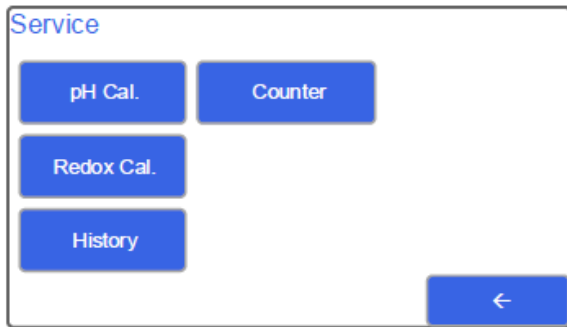 Service
pH Cal.
Counter
Redox Cal.
History
←